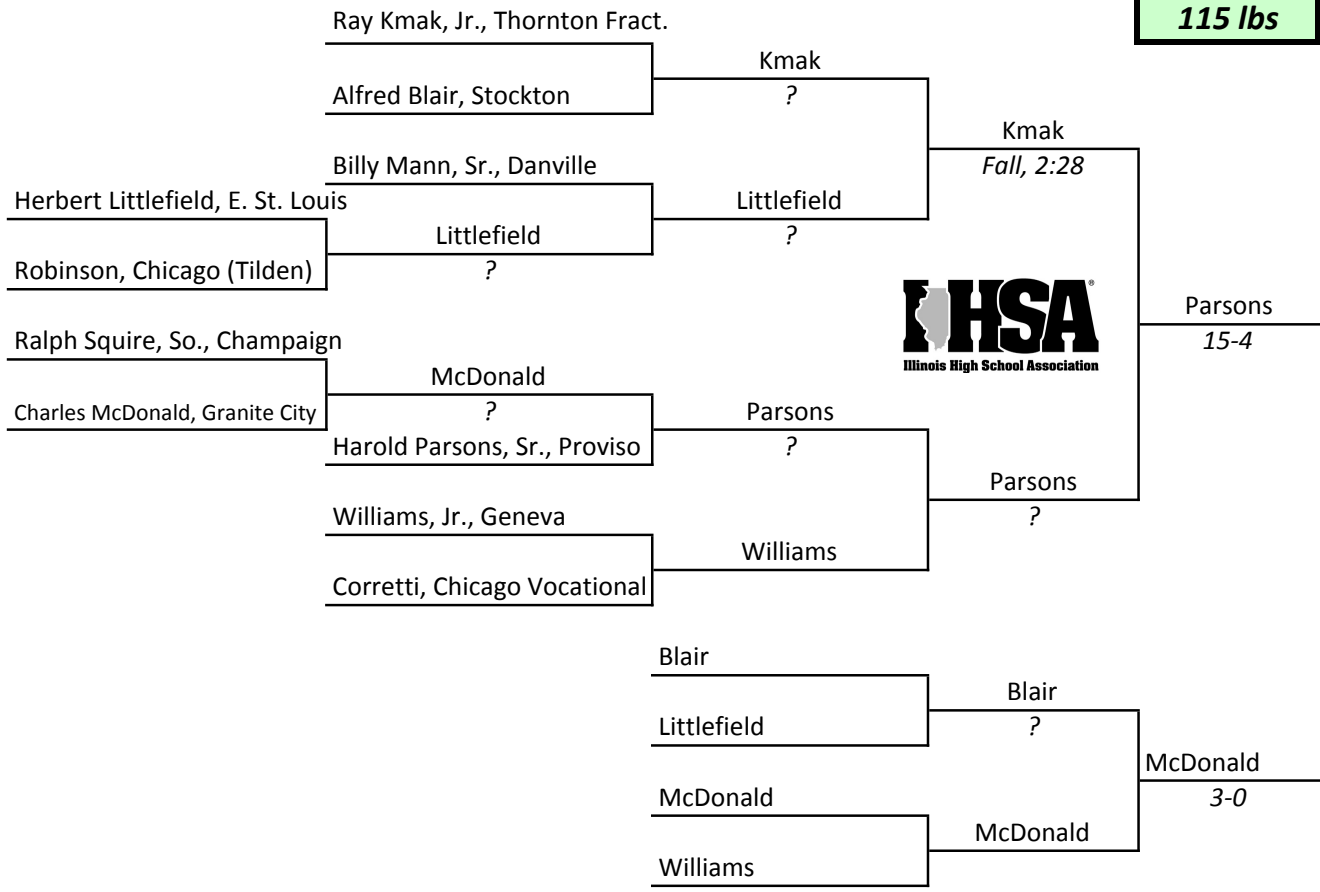 Ray Kmak, Jr., Thornton Fract.
115 lbs
Kmak
Alfred Blair, Stockton
?
Kmak
Billy Mann, Sr., Danville
Fall, 2:28
Herbert Littlefield, E. St. Louis
Littlefield
Littlefield
?
Robinson, Chicago (Tilden)
?
IHSA®
Illinois High School Association
Parsons
15-4
Ralph Squire, So., Champaign
McDonald
Charles McDonald, Granite City
?
Parsons
Harold Parsons, Sr., Proviso
?
Parsons
Williams, Jr., Geneva
?
Williams
Corretti, Chicago Vocational
Blair
Blair
Littlefield
?
McDonald
McDonald
3-0
McDonald
Williams